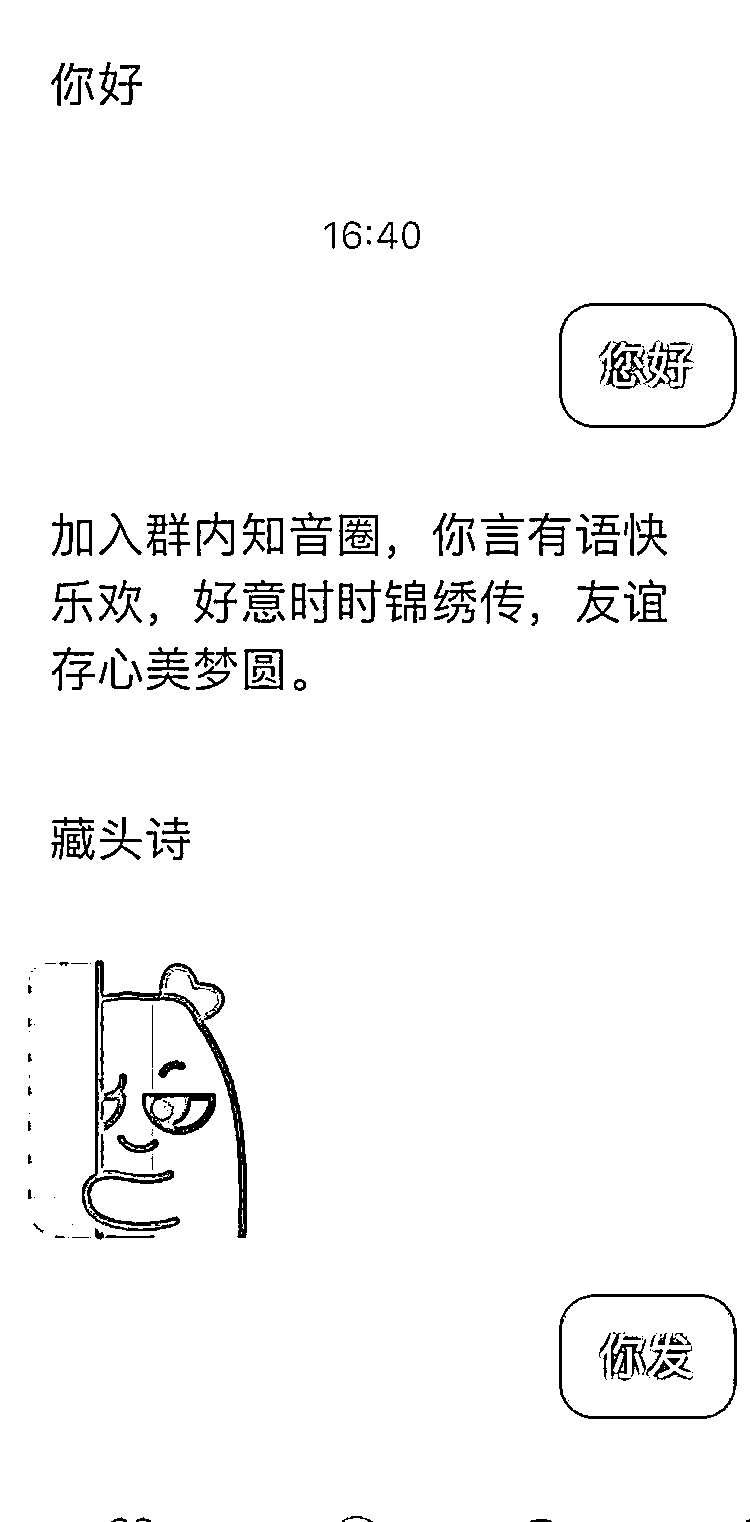 你好
16:40
您好
加入群内知音圈，你言有语快
乐欢，好意时时锦绣传，友谊
存心美梦圆。
藏头诗
你发